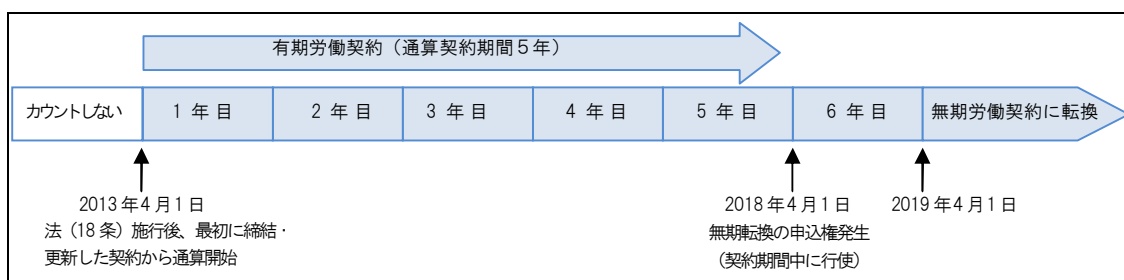 有期労働契約（通算契約期間５年）
カウントしない １ 年 目 ２ 年 目 ３ 年 目 ４ 年 目 ５ 年 目 ６ 年 目 無期労働契約に転換
2013 年４月１日 2018 年４月１日 2019 年４月１日
法（18 条）施行後、最初に締結・ 無期転換の申込権発生
更新した契約から通算開始 （契約期間中に行使）